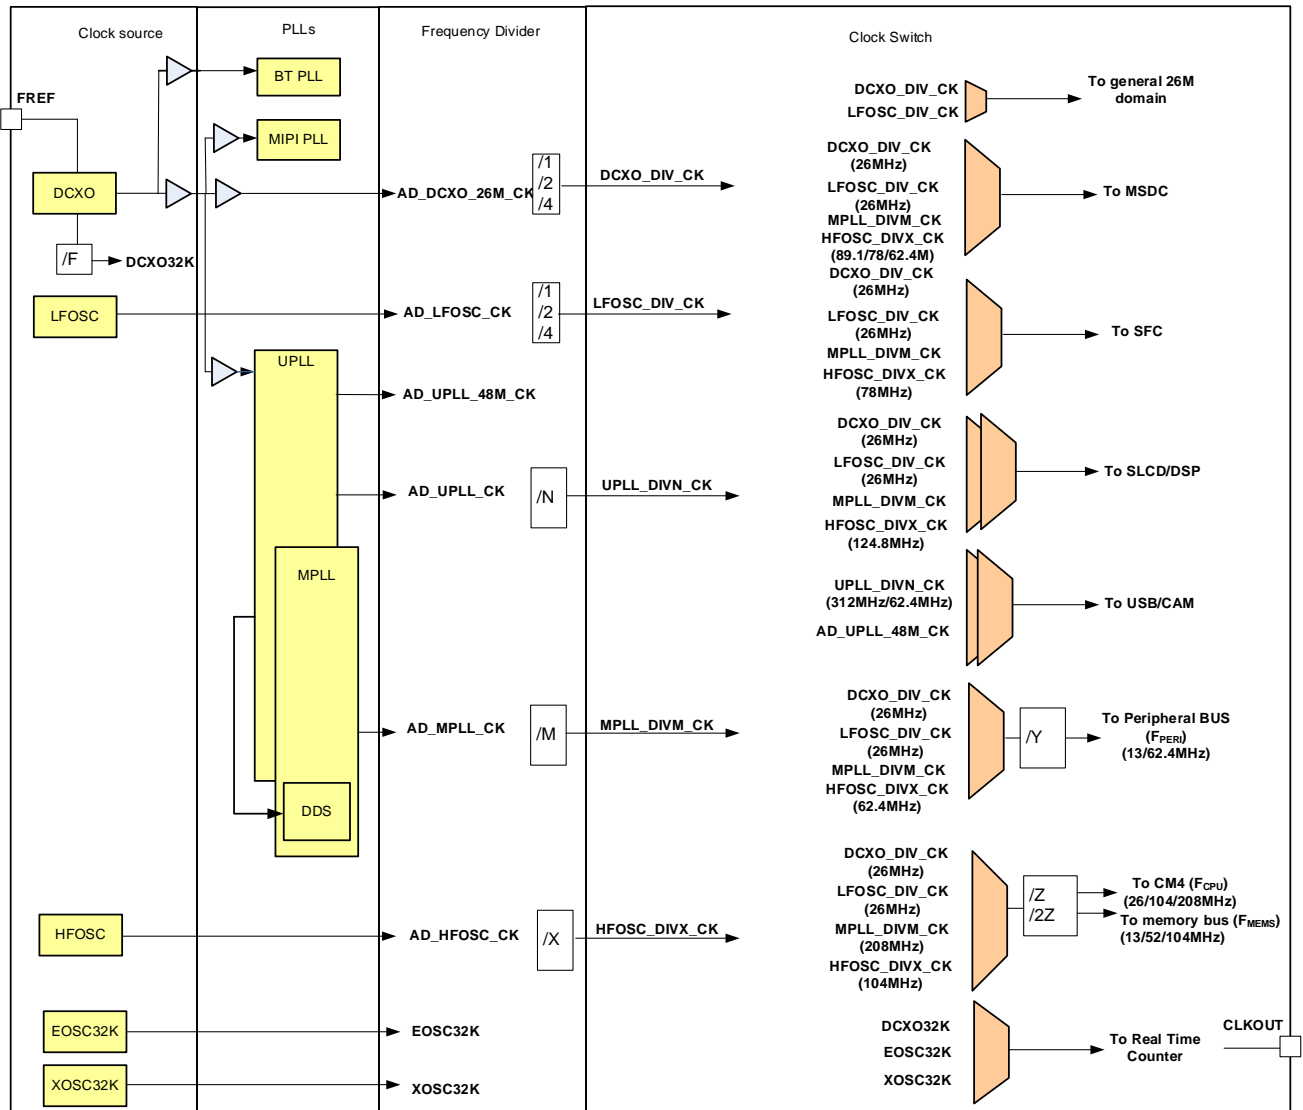 Clock source
PLLs
Frequency Divider
Clock Switch
FREF
BT PLL
MIPI PLL
DCXO
/F
DCXO32K
AD_DCXO_26M_CK
/1
/2
/4
DCXO_DIV_CK
LFOSC
AD_LFOSC_CK
/1
/2
/4
LFOSC_DIV_CK
UPLL
AD_UPLL_48M_CK
AD_UPLL_CK
/N
UPLL_DIVN_CK
MPLL
AD_MPLL_CK
/M
MPLL_DIVM_CK
DDS
HFOSC
AD_HFOSC_CK
/X
HFOSC_DIVX_CK
EOSC32K
EOSC32K
XOSC32K
XOSC32K
DCXO_DIV_CK
LFOSC_DIV_CK
To general 26M
domain
DCXO_DIV_CK
(26MHz)
LFOSC_DIV_CK
(26MHz)
MPLL_DIVM_CK
HFOSC_DIVX_CK
(89.1/78/62.4M)
To MSDC
DCXO_DIV_CK
(26MHz)
LFOSC_DIV_CK
(26MHz)
MPLL_DIVM_CK
HFOSC_DIVX_CK
(78MHz)
To SFC
DCXO_DIV_CK
(26MHz)
LFOSC_DIV_CK
(26MHz)
MPLL_DIVM_CK
HFOSC_DIVX_CK
(124.8MHz)
To SLCD/DSP
UPLL_DIVN_CK
(312MHz/62.4MHz)
AD_UPLL_48M_CK
To USB/CAM
DCXO_DIV_CK
(26MHz)
LFOSC_DIV_CK
(26MHz)
MPLL_DIVM_CK
HFOSC_DIVX_CK
(62.4MHz)
/Y
To Peripheral BUS
(FPERI)
(13/62.4MHz)
DCXO_DIV_CK
(26MHz)
LFOSC_DIV_CK
(26MHz)
MPLL_DIVM_CK
(208MHz)
HFOSC_DIVX_CK
(104MHz)
/Z
/2Z
To CM4 (FCPU)
(26/104/208MHz)
To memory bus (FMEMS)
(13/52/104MHz)
DCXO32K
EOSC32K
XOSC32K
To Real Time
Counter
CLKOUT